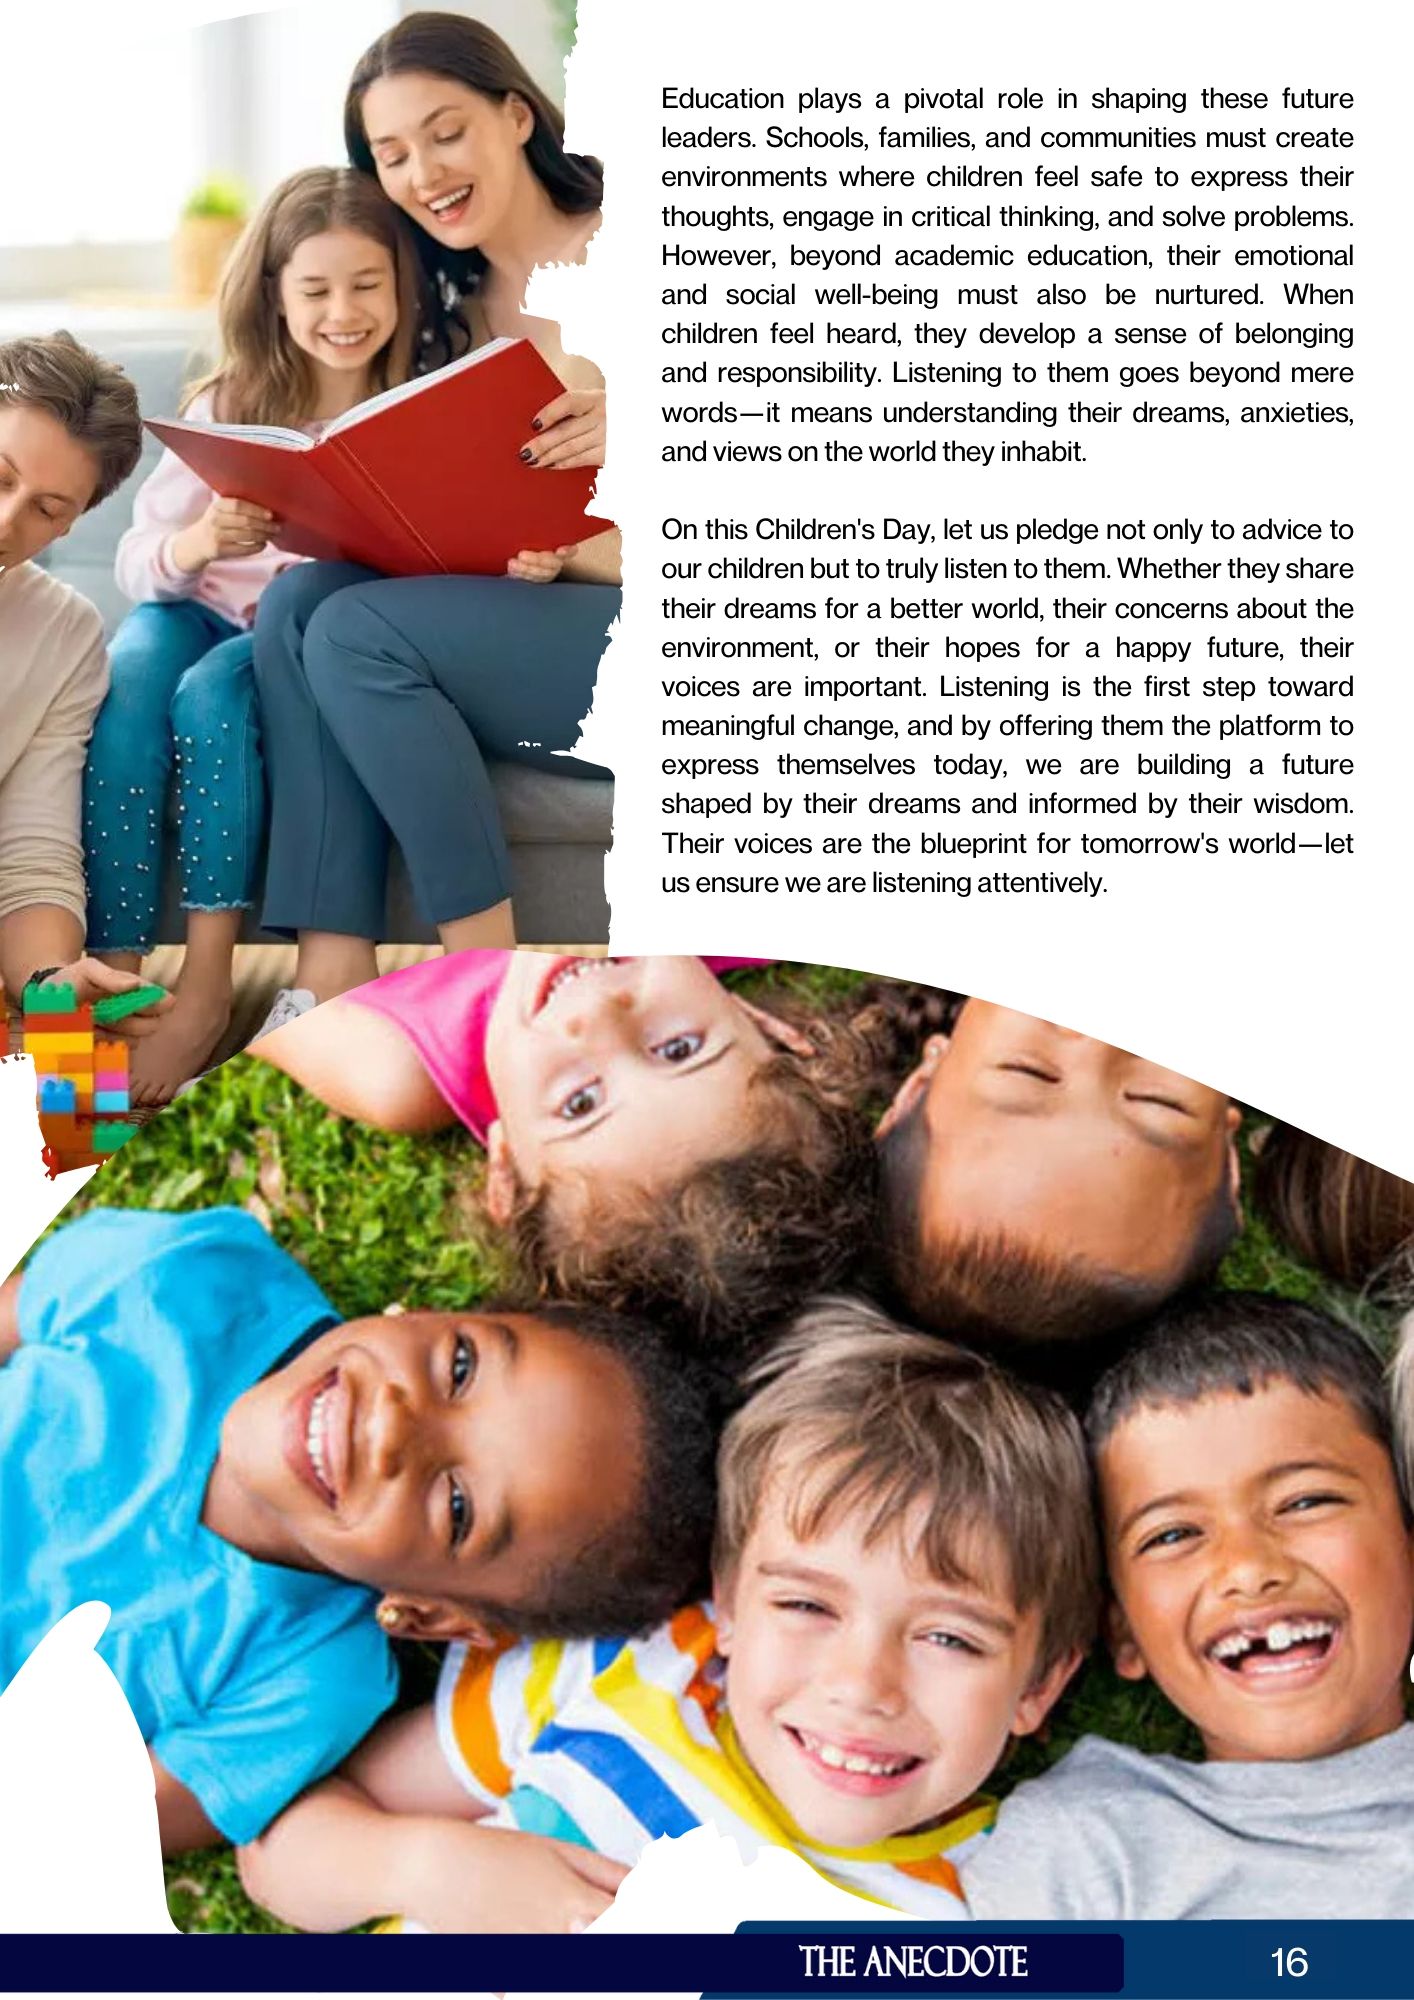 Education plays a pivotal role in shaping these future
leaders. Schools, families, and communities must create
environments where children feel safe to express their
thoughts, engage in critical thinking, and solve problems.
However, beyond academic education, their emotional
and social well-being must also be nurtured. When
children feel heard, they develop a sense of belonging
and responsibility. Listening to them goes beyond mere
words—it means understanding their dreams, anxieties,
and views on the world they inhabit.
On this Children's Day, let us pledge not only to advice to
our children but to truly listen to them. Whether they share
their dreams for a better world, their concerns about the
environment, or their hopes for a happy future, their
voices are important. Listening is the first step toward
meaningful change, and by offering them the platform to
express themselves today, we are building a future
shaped by their dreams and informed by their wisdom.
Their voices are the blueprint for tomorrow's world—let
us ensure we are listening attentively.
THE ANECDOTE
16